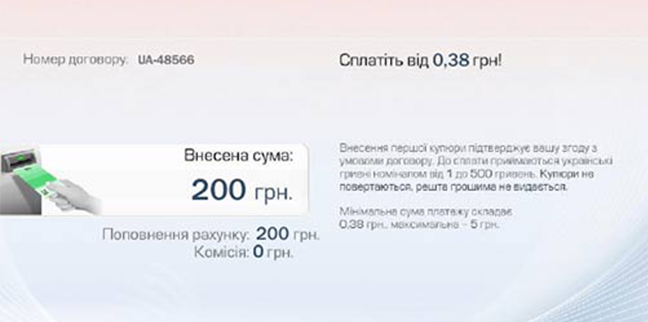 Номер договору: UA-48566
Сплатіть від 0,38 грн!
Внесена сума:
200 грн.
Поповнення рахунку: 200 грн.
Комісія: 0 грн.
Внесення першої купюри підтверджує вашу згоду з
умовами договору. До сплати приймаються українські
гривні номіналом від 1 до 500 гривень. Купюри не
повертаються, решта грошима не видається.
Мінімальна сума платежу складає
0,38 грн., максимальна – 5 грн.